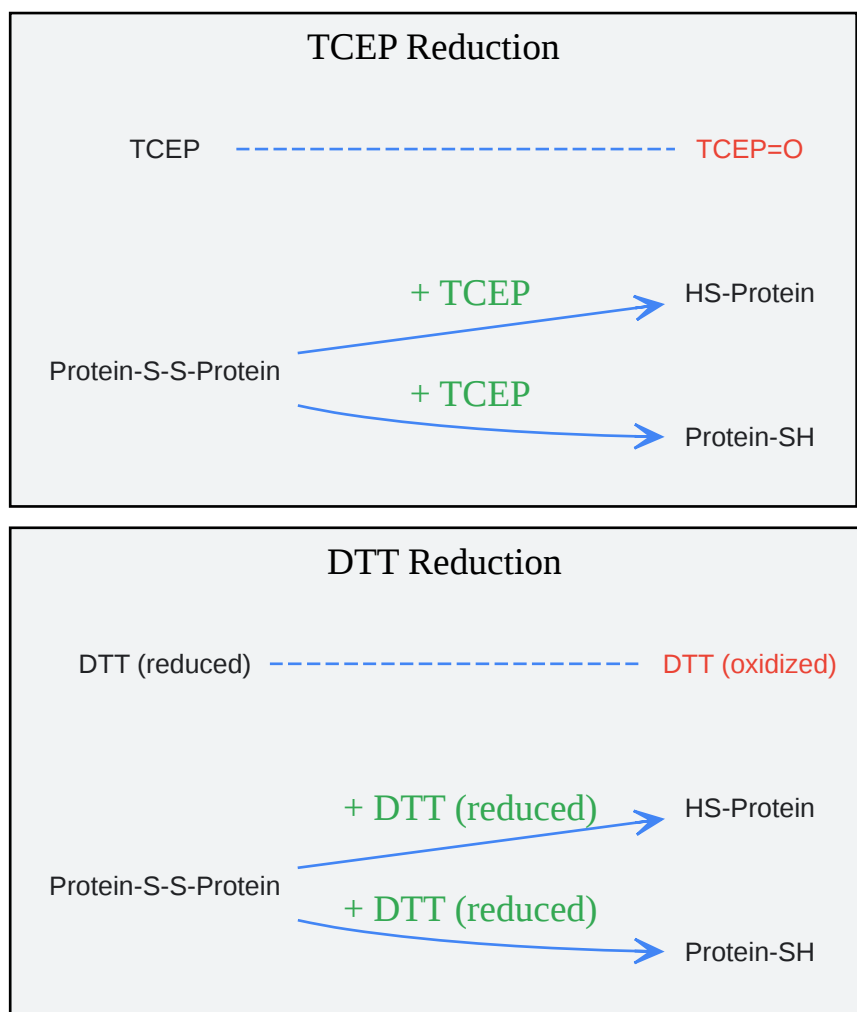 TCEP Reduction
TCEP
TCEP=O
+ TCEP
HS-Protein
Protein-S-S-Protein
+ TCEP
Protein-SH
DTT Reduction
DTT (reduced)
DTT (oxidized)
+ DTT (reduced)
HS-Protein
Protein-S-S-Protein
+ DTT (reduced)
Protein-SH